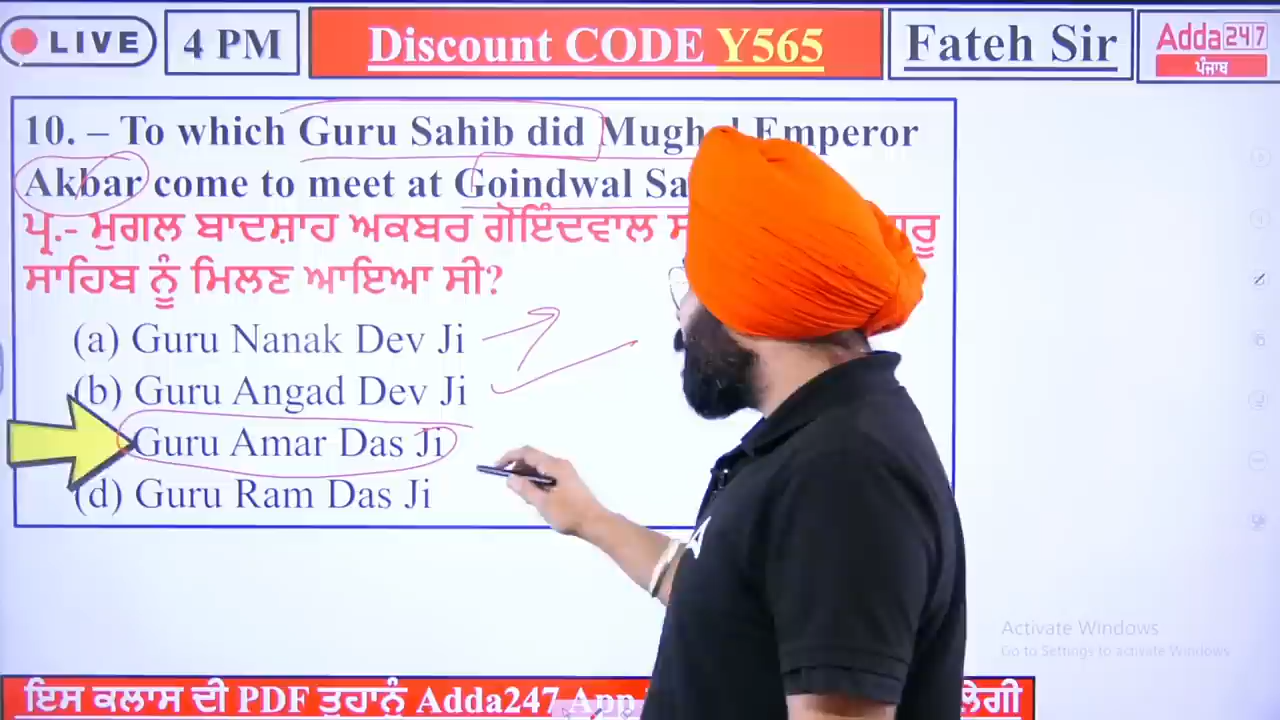 LIVE
4 PM
Discount CODE Y565
Fateh Sir
Adda247
ਪੰਜਾਬ
10. – To which Guru Sahib did Emperor
Akbar come to meet at Goindwal
ਪ੍ਰ.- ਮੁਗਲ ਬਾਦਸ਼ਾਹ ਅਕਬਰ ਗੋਇੰਦਵਾਲ
ਸਾਹਿਬ ਨੂੰ ਮਿਲਣ ਆਇਆ ਸੀ?
(a) Guru Nanak Dev Ji
(b) Guru Angad Dev Ji
Guru Amar Das Ji
(d) Guru Ram Das Ji
Activate Windows
Go to Settings to activate Windows.
ਇਸ ਕਲਾਸ ਦੀ PDF ਤੁਹਾਨੂੰ Adda247 App